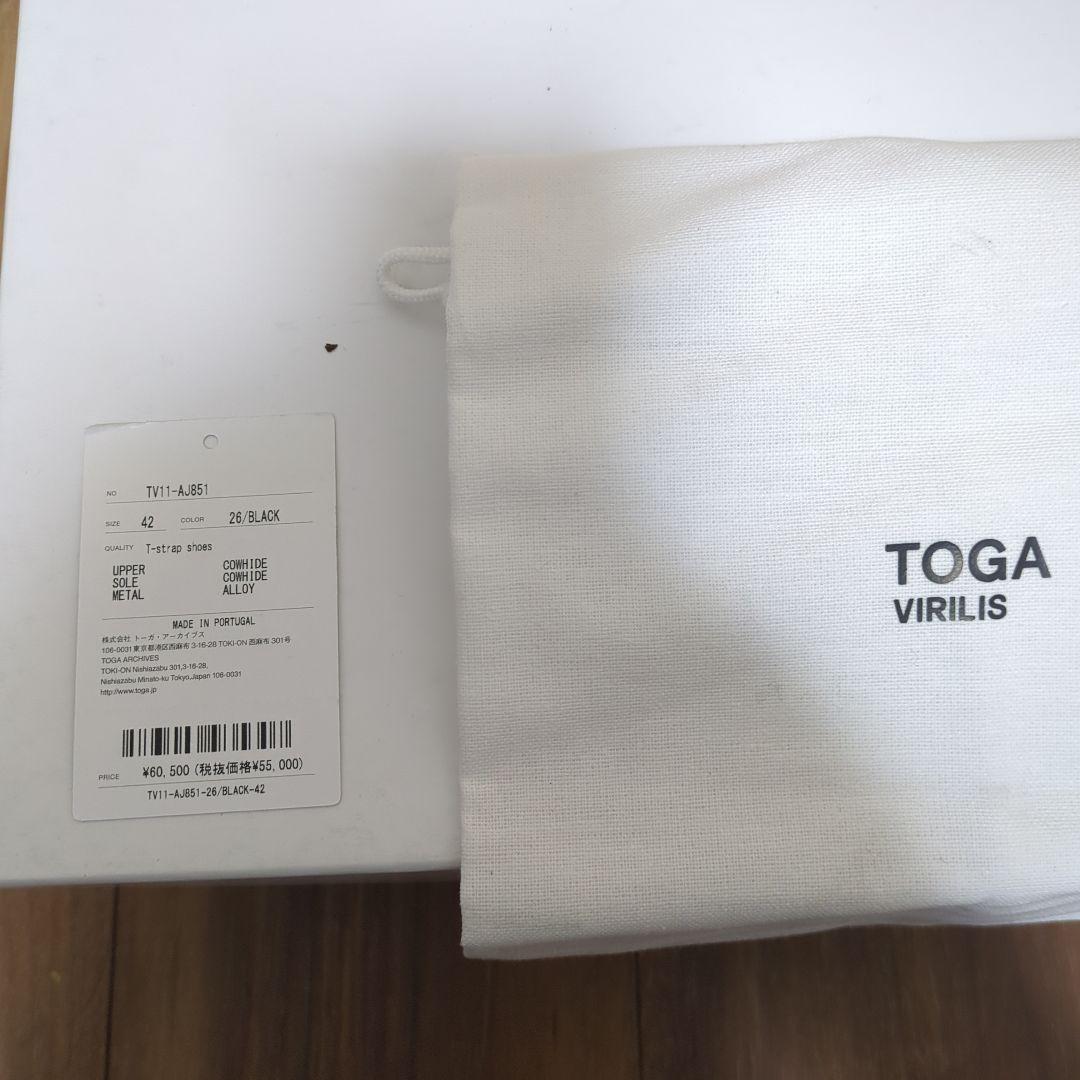 NO TV11-AJ851
SIZE 42 COLOR 26/BLACK
QUALITY T-strap shoes
UPPER COWHIDE
SOLE COWHIDE
METAL ALLOY
MADE IN PORTUGAL
株式会社 トーガ・アーカイブス
106-0031東京都港区西麻布 3-16-28 TOKI-ON 西麻布 301号
TOGA ARCHIVES
TOKI-ON Nishiazabu 301,3-16-28,
Nishiazabu Minato-ku Tokyo.Japan 106-0031
http://www.toga.jp
PRICE ¥60,500(税抜価格¥55,000)
TV11-AJ851-26/BLACK-42
TOGA
VIRILIS